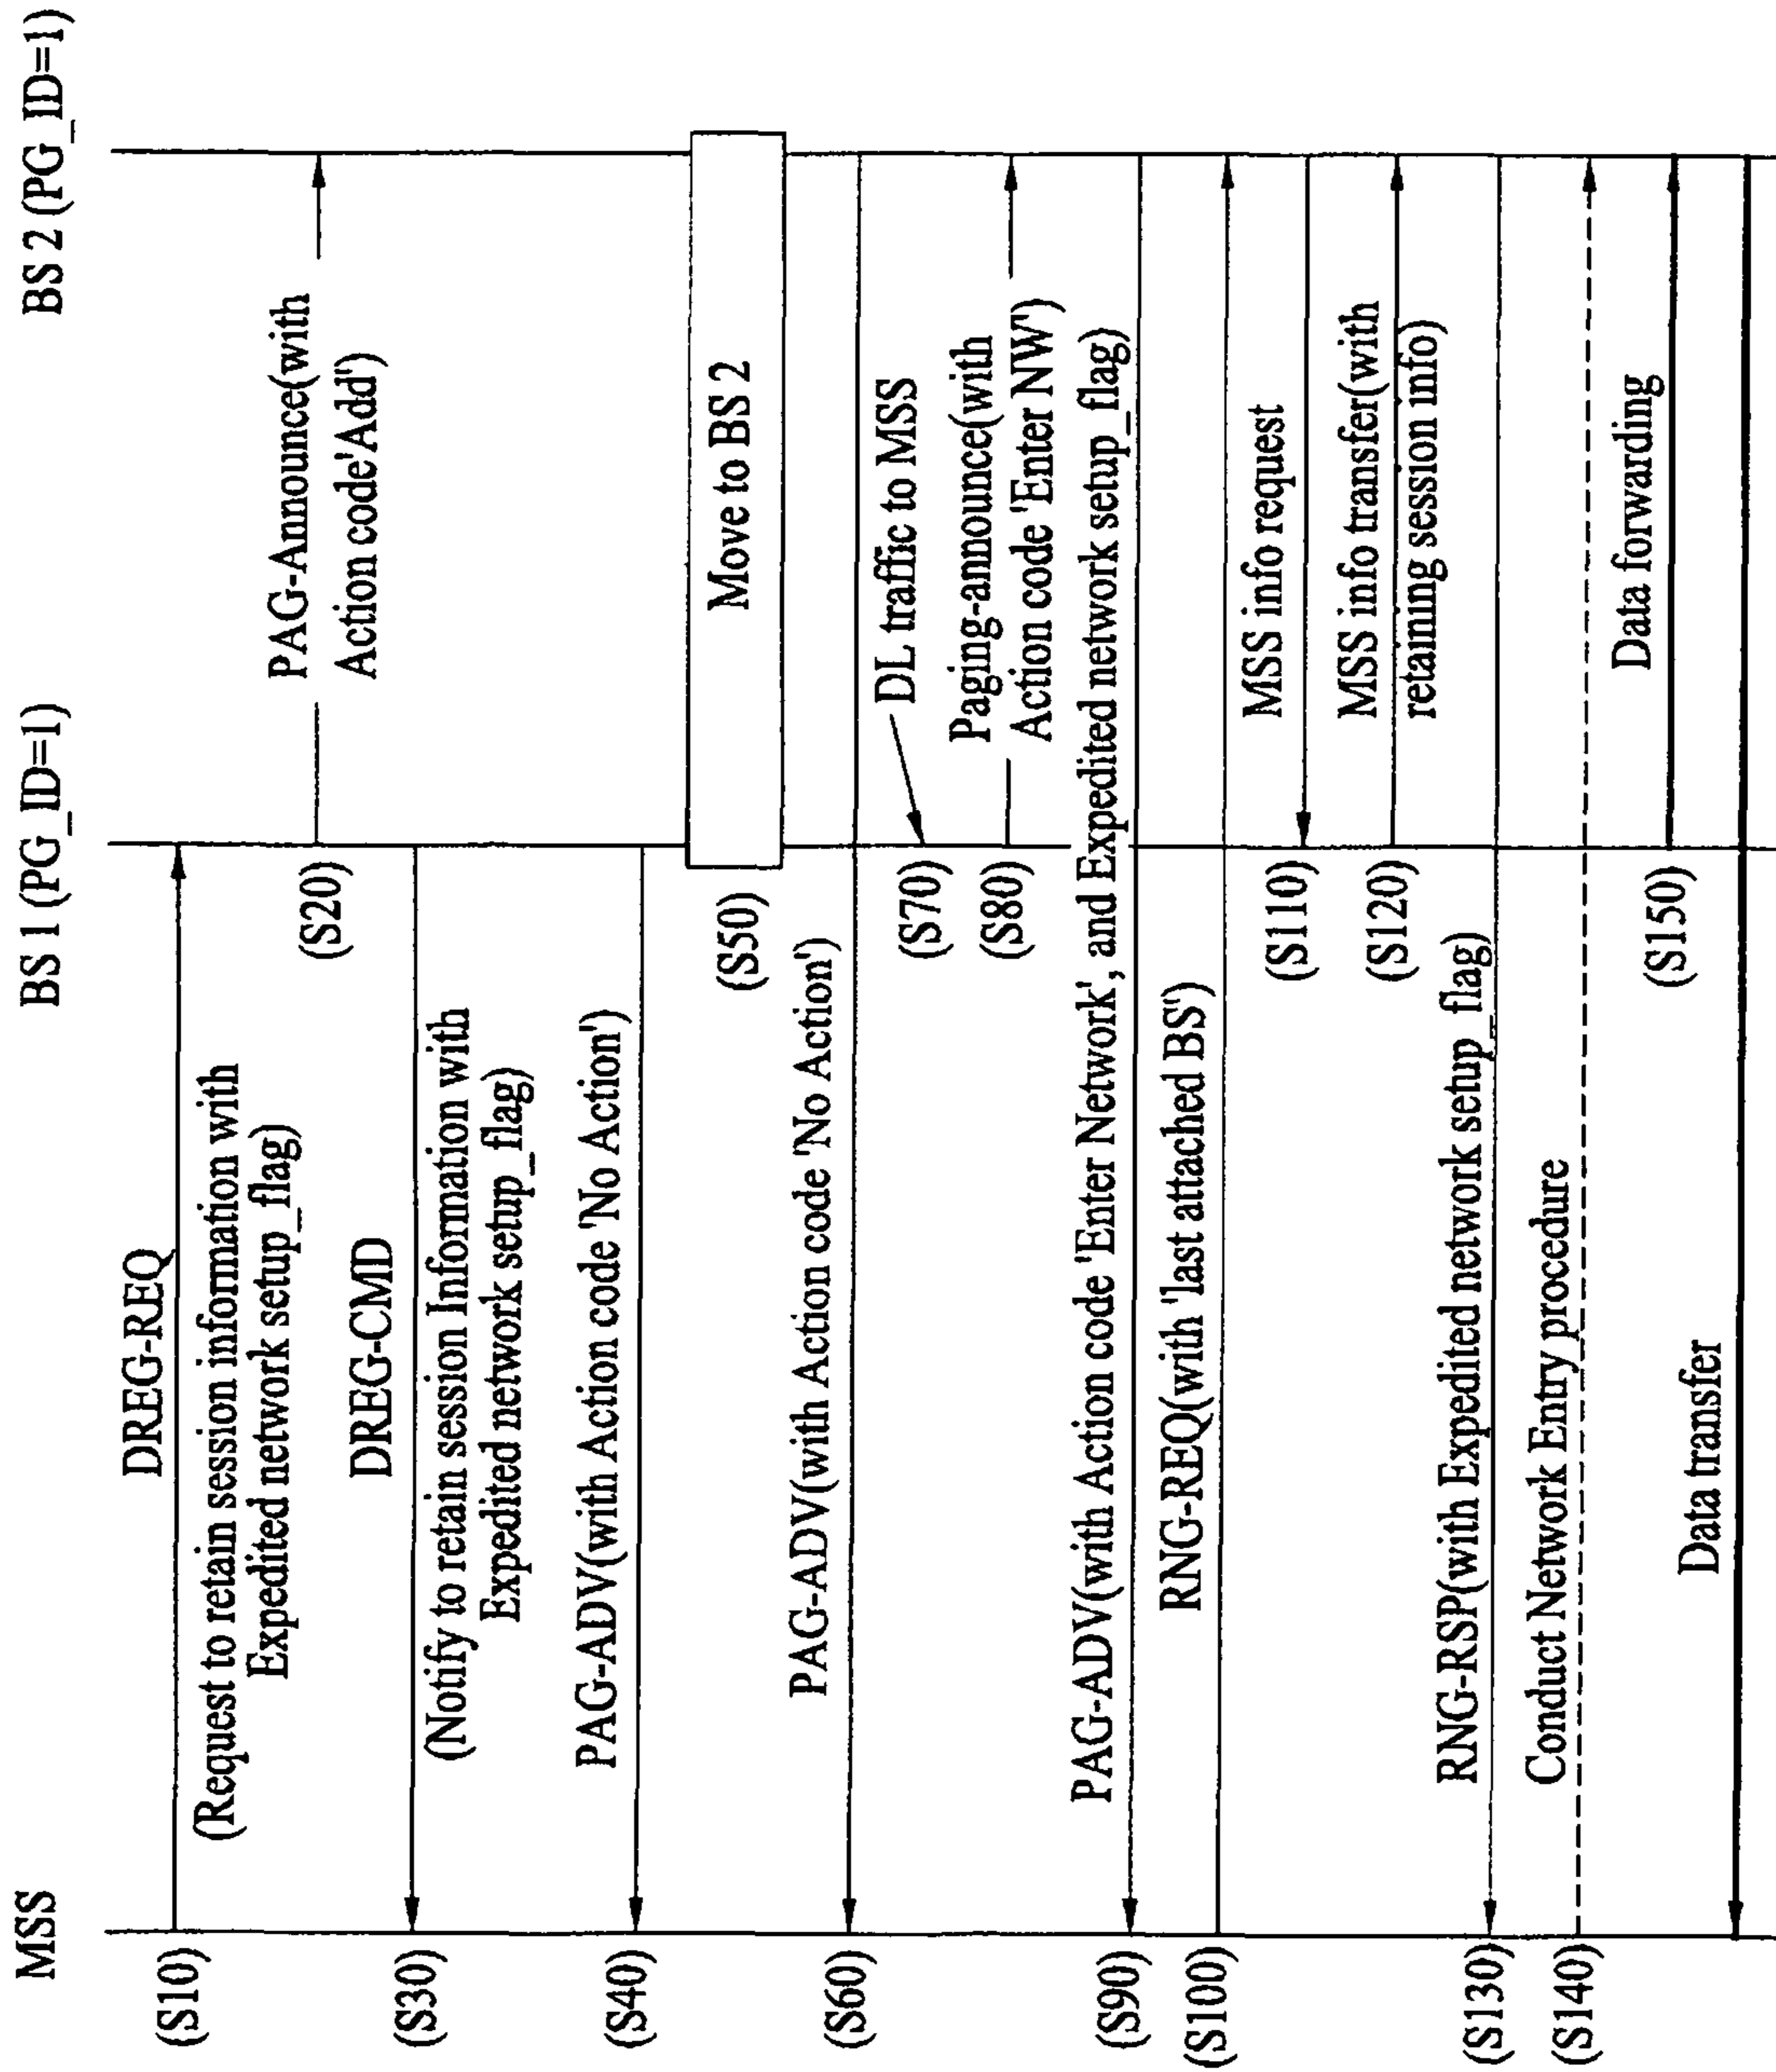 MSS
BS 1 (PG_ID=1)
BS 2 (PG_ID=1)
(S10)
DREG-REQ
(Request to retain session information with
Expedited network setup_flag)
(S20)
PAG-Announce(with
Action code'Add')
(S30)
DREG-CMD
(Notify to retain session Information with
Expedited network setup_flag)
(S40)
PAG-ADV(with Action code 'No Action')
(S50)
Move to BS 2
(S60)
PAG-ADV(with Action code 'No Action')
(S70)
DL traffic to MSS
(S80)
Paging-announce(with
Action code 'Enter NW')
(S90)
PAG-ADV(with Action code 'Enter Network', and Expedited network setup_flag)
(S100)
RNG-REQ(with 'last attached BS')
(S110)
MSS info request
(S120)
MSS info transfer(with
retaining session info)
(S130)
RNG-RSP(with Expedited network setup_flag)
(S140)
Conduct Network Entry procedure
(S150)
Data forwarding
Data transfer